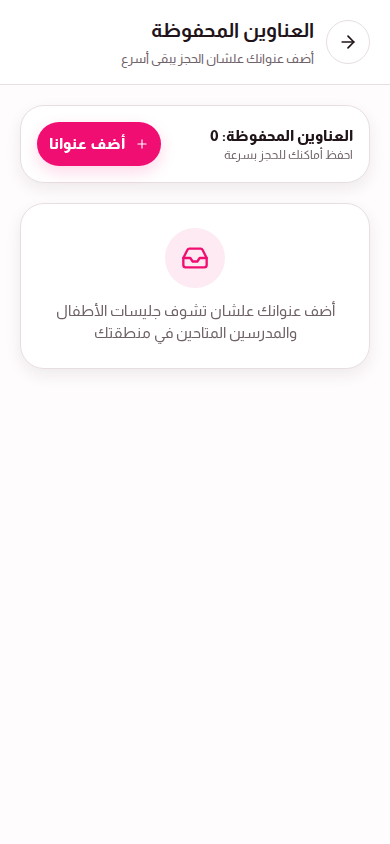 العناوين المحفوظة
أضف عنوانك علشان الحجز يبقى أسرع
العناوين المحفوظة: 0
احفظ أماكنك للحجز بسرعة
+ أضف عنوانا
أضف عنوانك علشان تشوف جليسات الأطفال
والمدرسين المتاحين في منطقتك